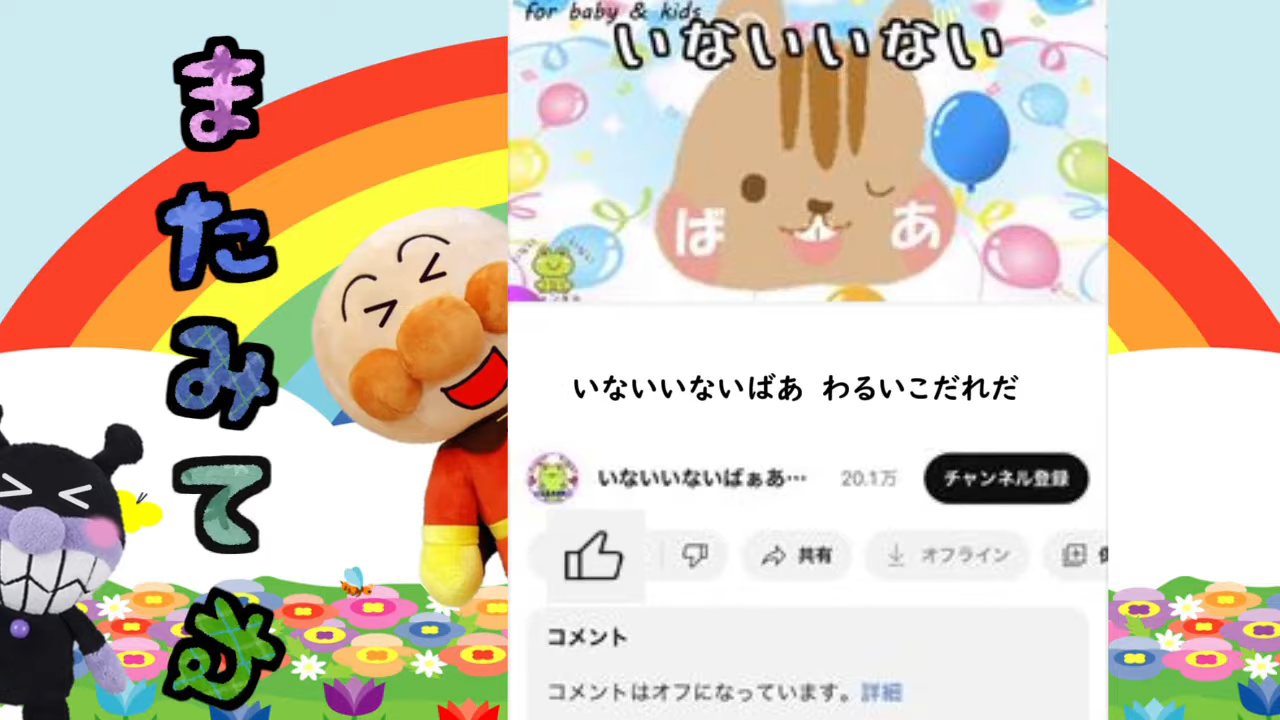 またみてね
for baby & kids
いないいない
ばあ
いないいないばあ わるいこだれだ
いないいないばぁあ…
20.1万
チャンネル登録
共有
オフライン
コメント
コメントはオフになっています。詳細